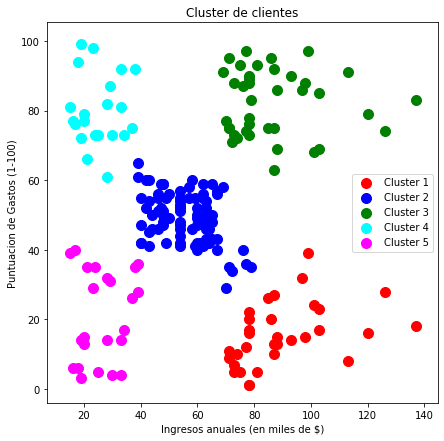 Cluster de clientes
Puntuacion de Gastos (1-100)
100
80
60
40
20
0
Cluster 1
Cluster 2
Cluster 3
Cluster 4
Cluster 5
20 40 60 80 100 120 140
Ingresos anuales (en miles de $)